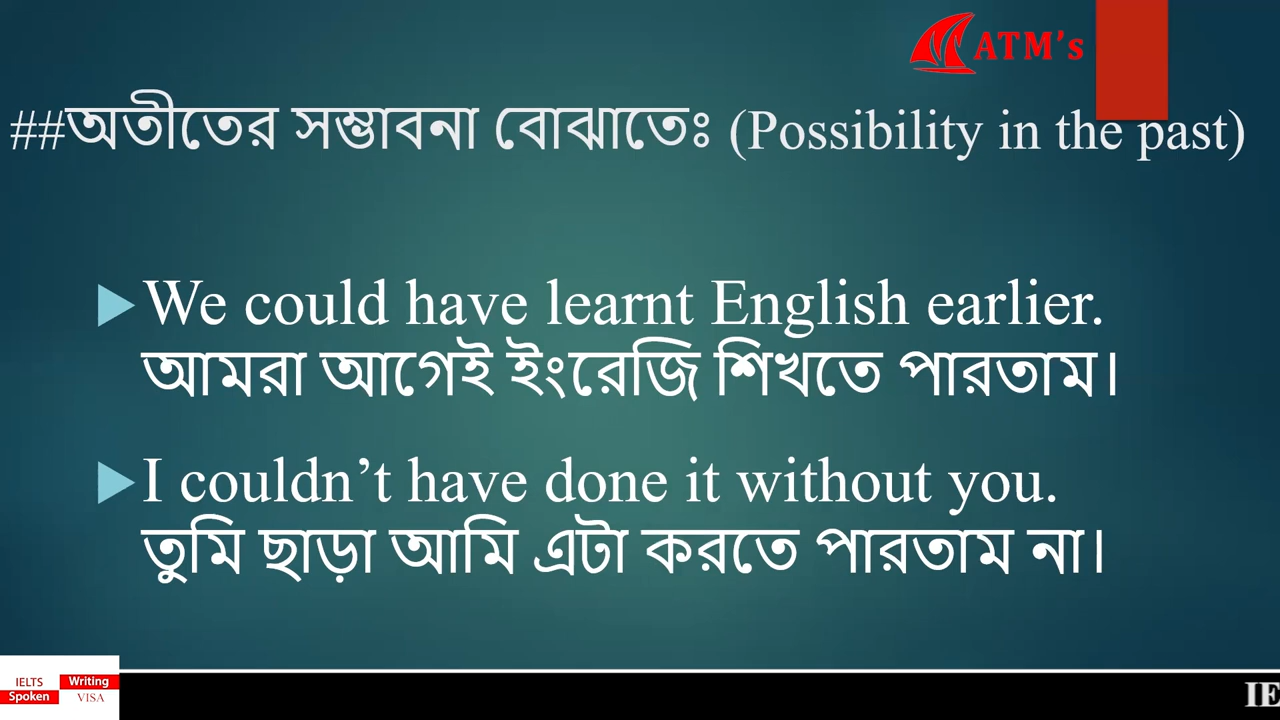 ATM's
##অতীতের সম্ভাবনা বোঝাতেঃ (Possibility in the past)
We could have learnt English earlier.
আমরা আগেই ইংরেজি শিখতে পারতাম।
I couldn’t have done it without you.
তুমি ছাড়া আমি এটা করতে পারতাম না।
IELTS Writing
Spoken VISA
IE